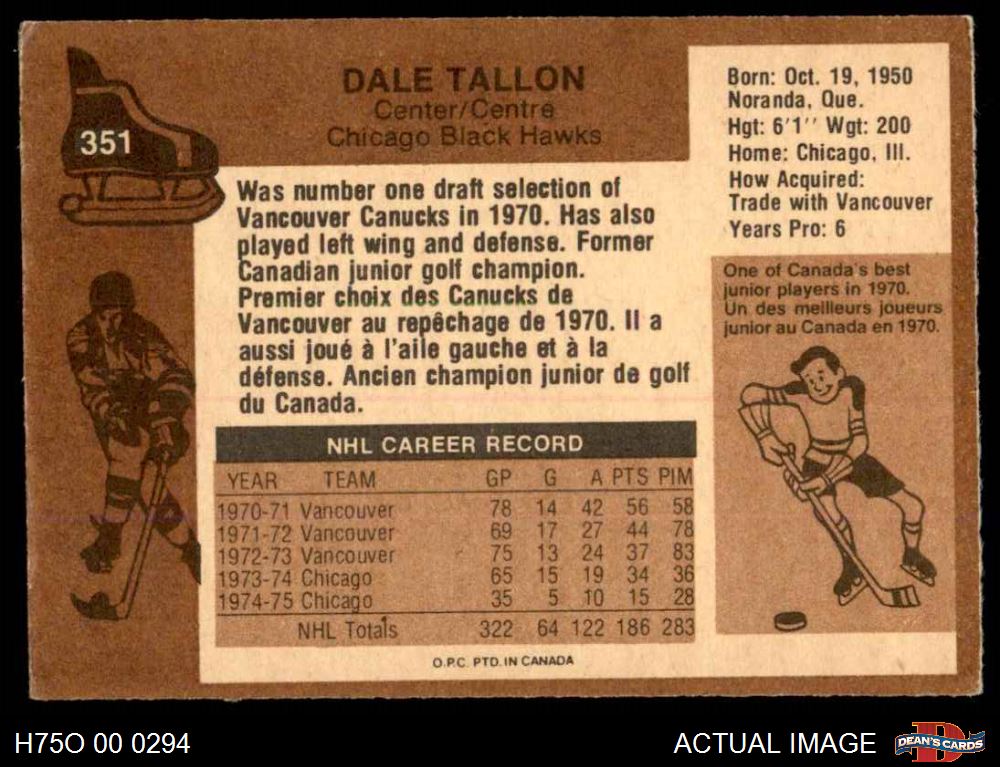 351
DALE TALLON
Center/Centre
Chicago Black Hawks
Born: Oct. 19, 1950
Noranda, Que.
Hgt: 6'1'' Wgt: 200
Home: Chicago, Ill.
How Acquired:
Trade with Vancouver
Years Pro: 6
Was number one draft selection of
Vancouver Canucks in 1970. Has also
played left wing and defense. Former
Canadian junior golf champion.
Premier choix des Canucks de
Vancouver au repêchage de 1970. Il a
aussi joué à l'aile gauche et à la
défense. Ancien champion junior de golf
du Canada.
One of Canada's best
junior players in 1970.
Un des meilleurs joueurs
junior au Canada en 1970.
NHL CAREER RECORD
YEAR TEAM GP G A PTS PIM
1970-71 Vancouver 78 14 42 56 58
1971-72 Vancouver 69 17 27 44 78
1972-73 Vancouver 75 13 24 37 83
1973-74 Chicago 65 15 19 34 36
1974-75 Chicago 35 5 10 15 28
NHL Totals 322 64 122 186 283
O.P.C. PTD. IN CANADA
H75O 00 0294
ACTUAL IMAGE
D
DEAN'S CARDS